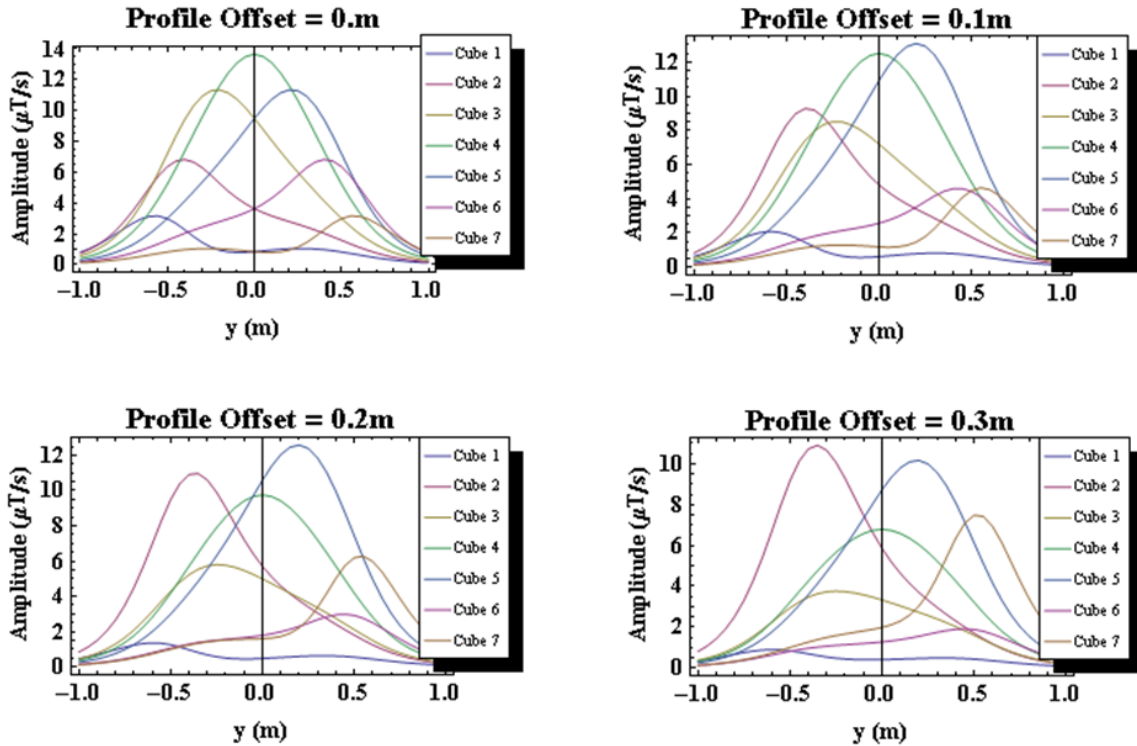 Profile Offset = 0.m
Amplitude (μT/s)
14
12
10
8
6
4
2
0
−1.0 −0.5 0.0 0.5 1.0
y (m)
Cube 1
Cube 2
Cube 3
Cube 4
Cube 5
Cube 6
Cube 7
Profile Offset = 0.1m
Amplitude (μT/s)
12
10
8
6
4
2
0
−1.0 −0.5 0.0 0.5 1.0
y (m)
Cube 1
Cube 2
Cube 3
Cube 4
Cube 5
Cube 6
Cube 7
Profile Offset = 0.2m
Amplitude (μT/s)
12
10
8
6
4
2
0
−1.0 −0.5 0.0 0.5 1.0
y (m)
Cube 1
Cube 2
Cube 3
Cube 4
Cube 5
Cube 6
Cube 7
Profile Offset = 0.3m
Amplitude (μT/s)
10
8
6
4
2
0
−1.0 −0.5 0.0 0.5 1.0
y (m)
Cube 1
Cube 2
Cube 3
Cube 4
Cube 5
Cube 6
Cube 7